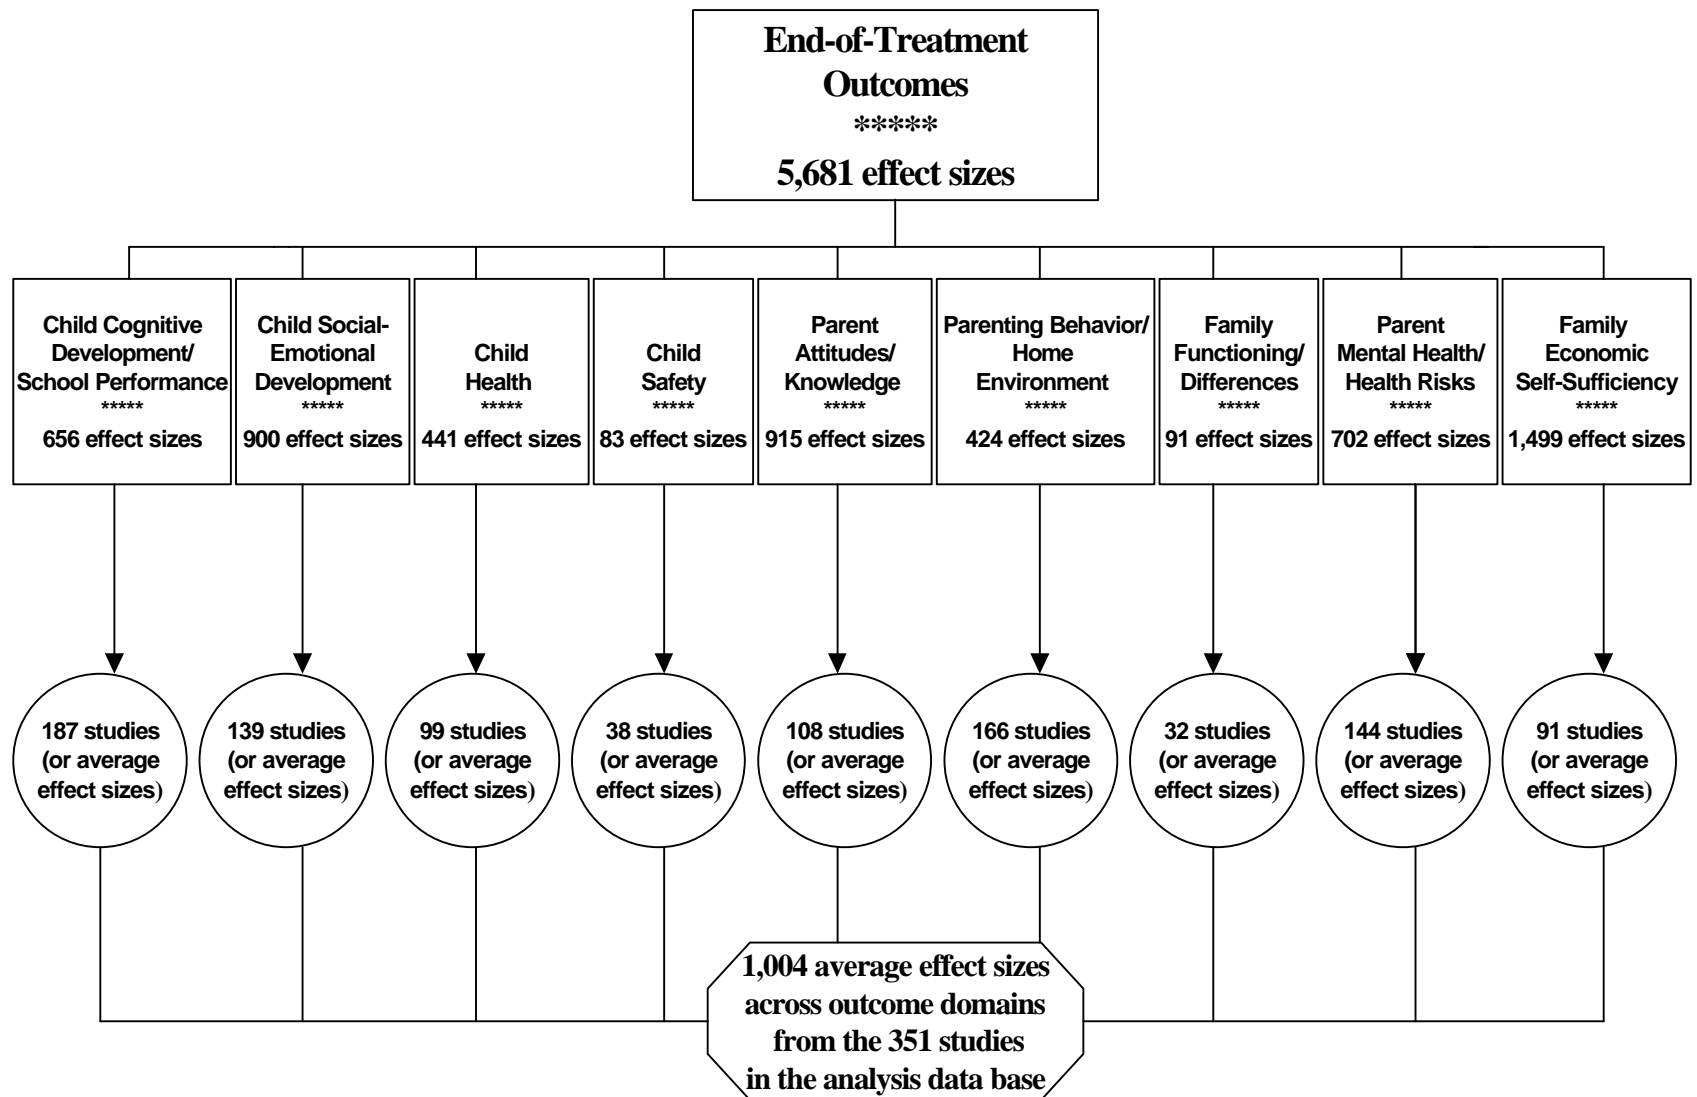 End-of-Treatment
Outcomes
*****
5,681 effect sizes
Child Cognitive
Development/
School Performance
*****
656 effect sizes
Child Social-
Emotional
Development
*****
900 effect sizes
Child
Health
*****
441 effect sizes
Child
Safety
*****
83 effect sizes
Parent
Attitudes/
Knowledge
*****
915 effect sizes
Parenting Behavior/
Home
Environment
*****
424 effect sizes
Family
Functioning/
Differences
*****
91 effect sizes
Parent
Mental Health/
Health Risks
*****
702 effect sizes
Family
Economic
Self-Sufficiency
*****
1,499 effect sizes
187 studies
(or average
effect sizes)
139 studies
(or average
effect sizes)
99 studies
(or average
effect sizes)
38 studies
(or average
effect sizes)
108 studies
(or average
effect sizes)
166 studies
(or average
effect sizes)
32 studies
(or average
effect sizes)
144 studies
(or average
effect sizes)
91 studies
(or average
effect sizes)
1,004 average effect sizes
across outcome domains
from the 351 studies
in the analysis data base